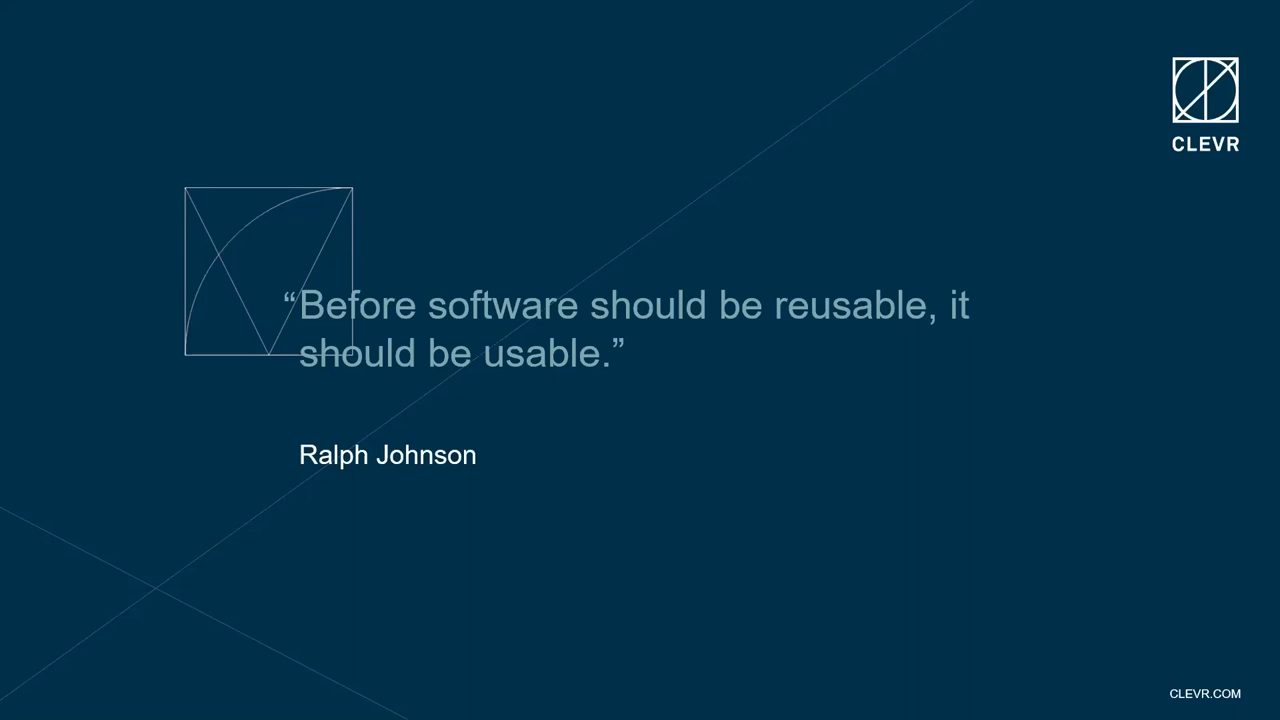 CLEVR
“Before software should be reusable, it
should be usable.”
Ralph Johnson
CLEVR.COM